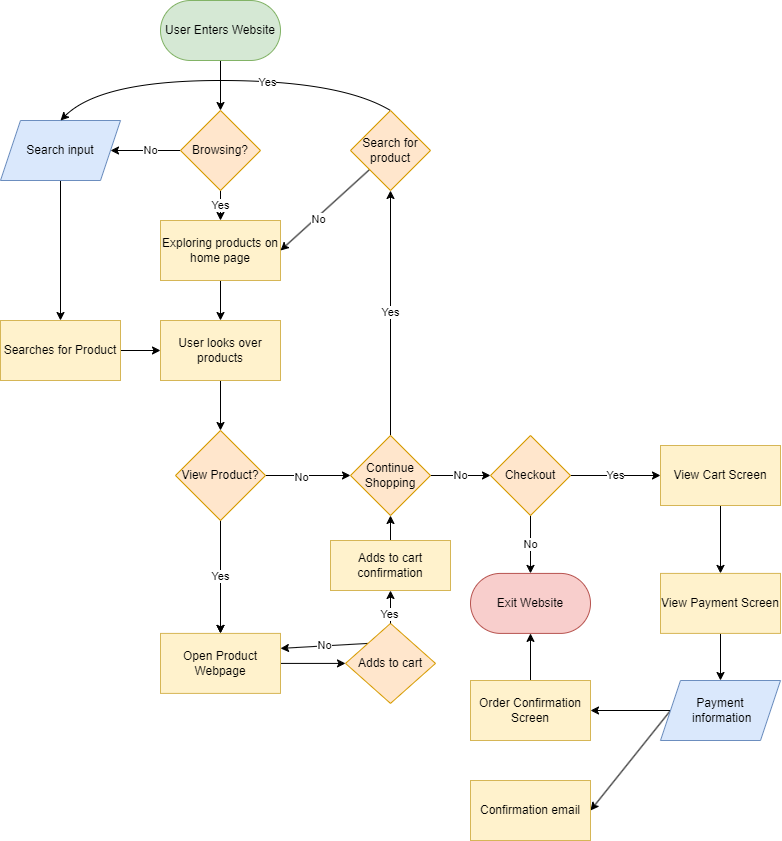 User Enters Website
Yes
Search input
No
Browsing?
Search for
product
Yes
No
Exploring products on
home page
Yes
Searches for Product
User looks over
products
View Product?
No
Continue
Shopping
No
Checkout
Yes
View Cart Screen
No
Adds to cart
confirmation
Yes
Exit Website
View Payment Screen
Yes
No
Open Product
Webpage
Adds to cart
Order Confirmation
Screen
Payment
information
Confirmation email